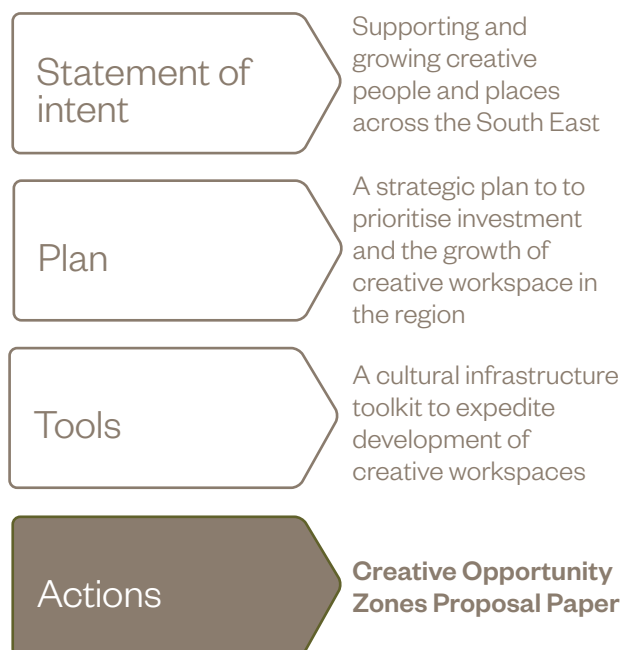 Statement of
intent
Supporting and
growing creative
people and places
across the South East
Plan
A strategic plan to to
prioritise investment
and the growth of
creative workspace in
the region
Tools
A cultural infrastructure
toolkit to expedite
development of
creative workspaces
Actions
Creative Opportunity
Zones Proposal Paper